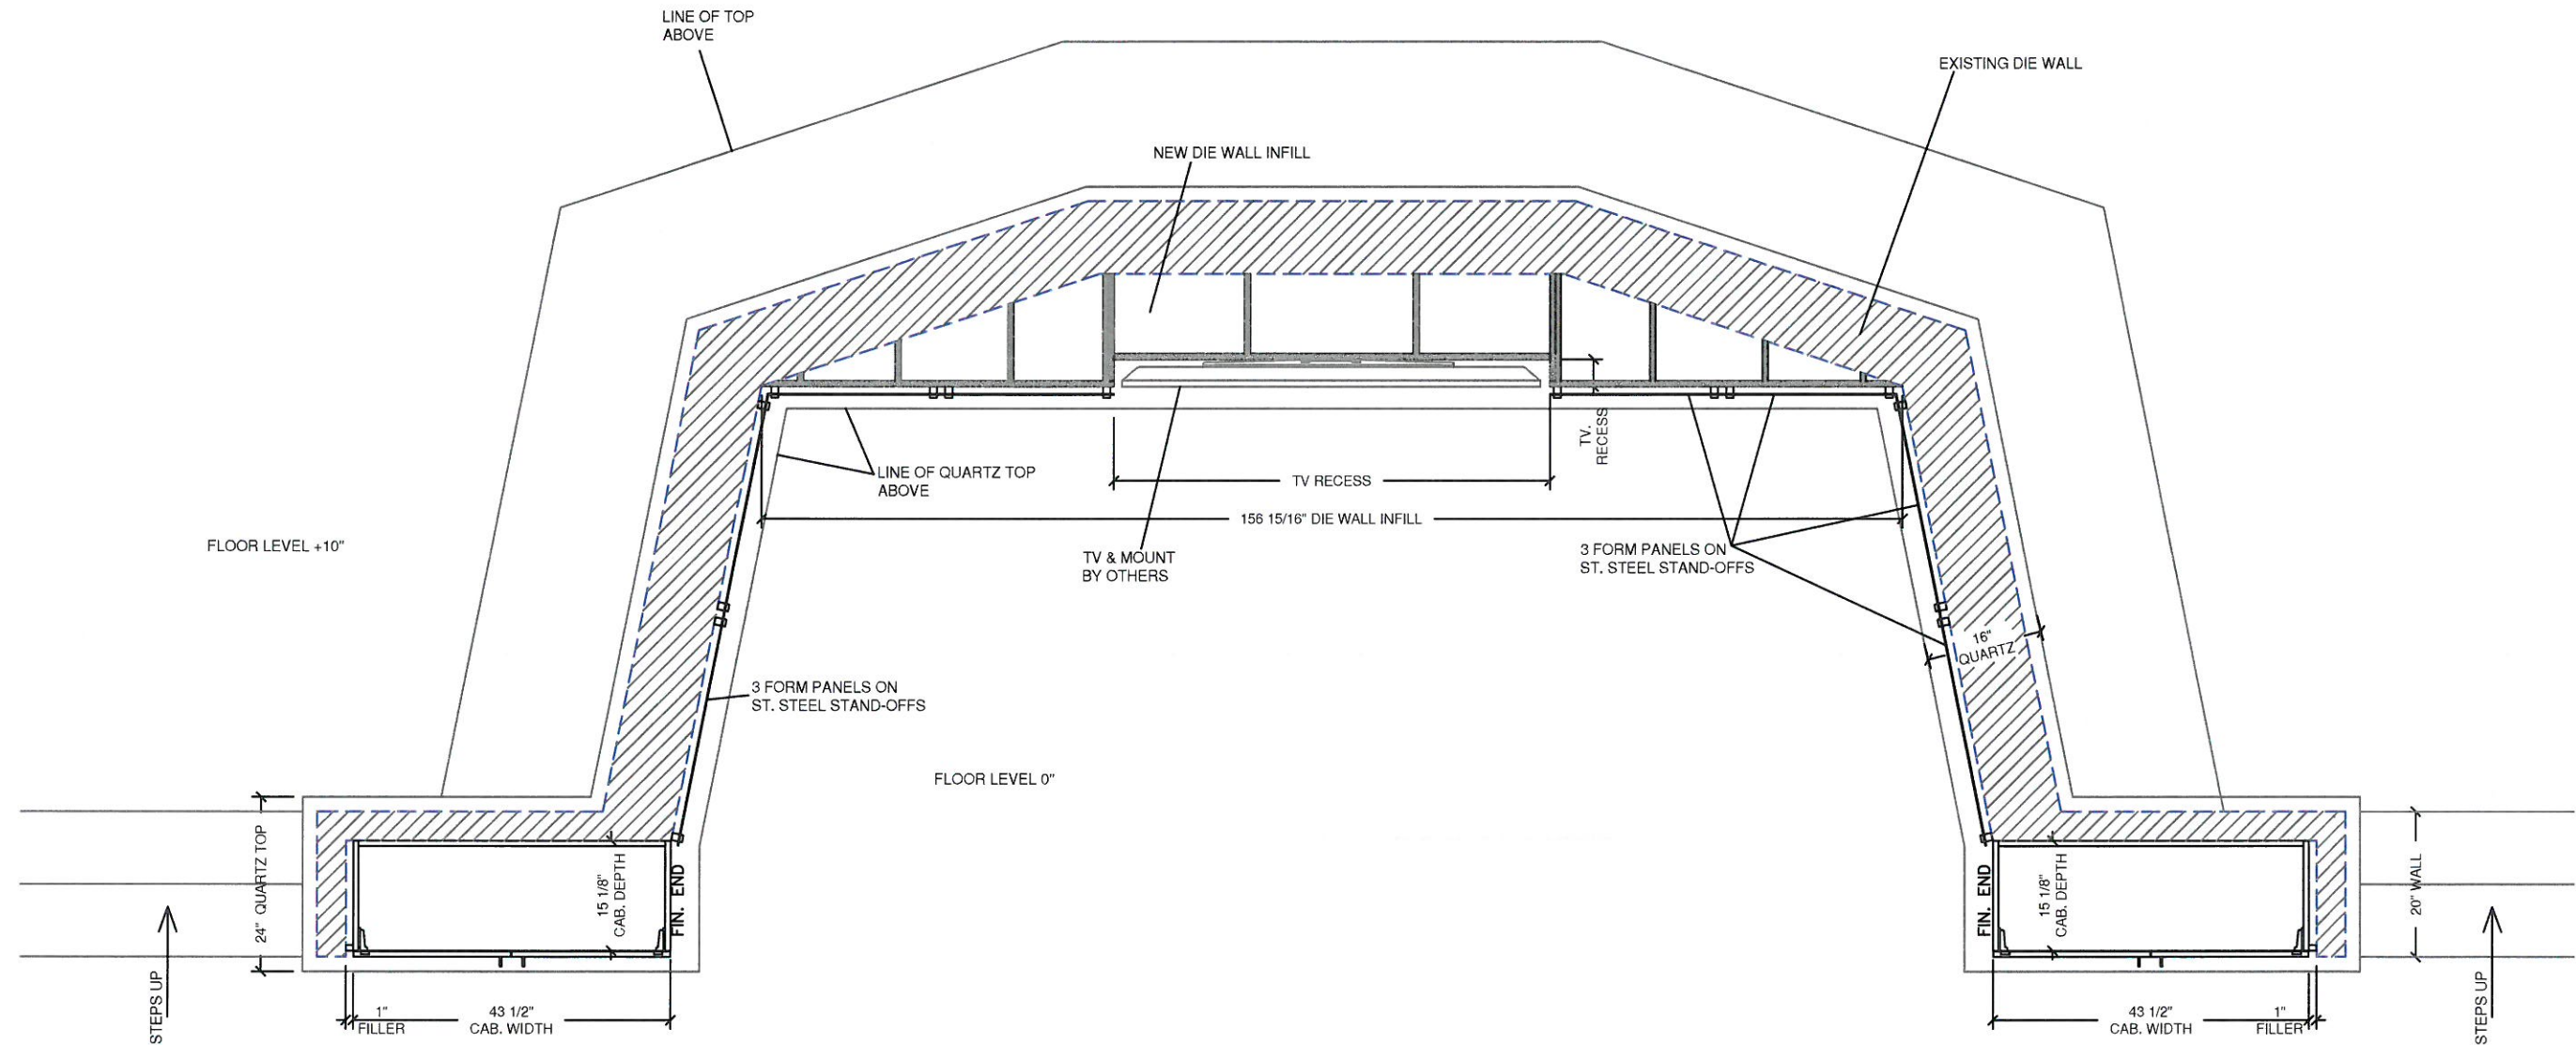 LINE OF TOP
ABOVE
EXISTING DIE WALL
NEW DIE WALL INFILL
TV.
RECESS
LINE OF QUARTZ TOP
ABOVE
TV RECESS
156 15/16" DIE WALL INFILL
FLOOR LEVEL +10"
TV & MOUNT
BY OTHERS
3 FORM PANELS ON
ST. STEEL STAND-OFFS
16"
QUARTZ
3 FORM PANELS ON
ST. STEEL STAND-OFFS
FLOOR LEVEL 0"
24" QUARTZ TOP
15 1/8"
CAB. DEPTH
FIN. END
FIN. END
15 1/8"
CAB. DEPTH
20" WALL
STEPS UP
1"
FILLER
43 1/2"
CAB. WIDTH
43 1/2"
CAB. WIDTH
1"
FILLER
STEPS UP